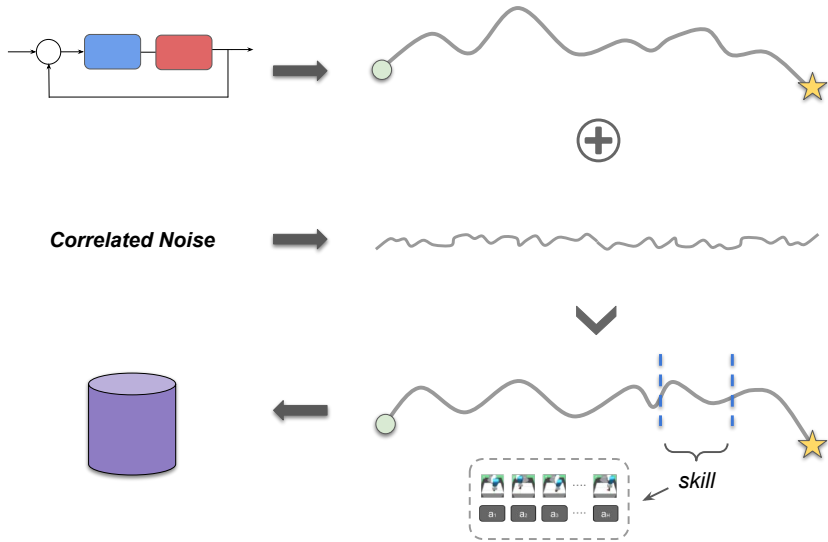 Correlated Noise
skill
a₁ a₂ a₃ .... aₙ